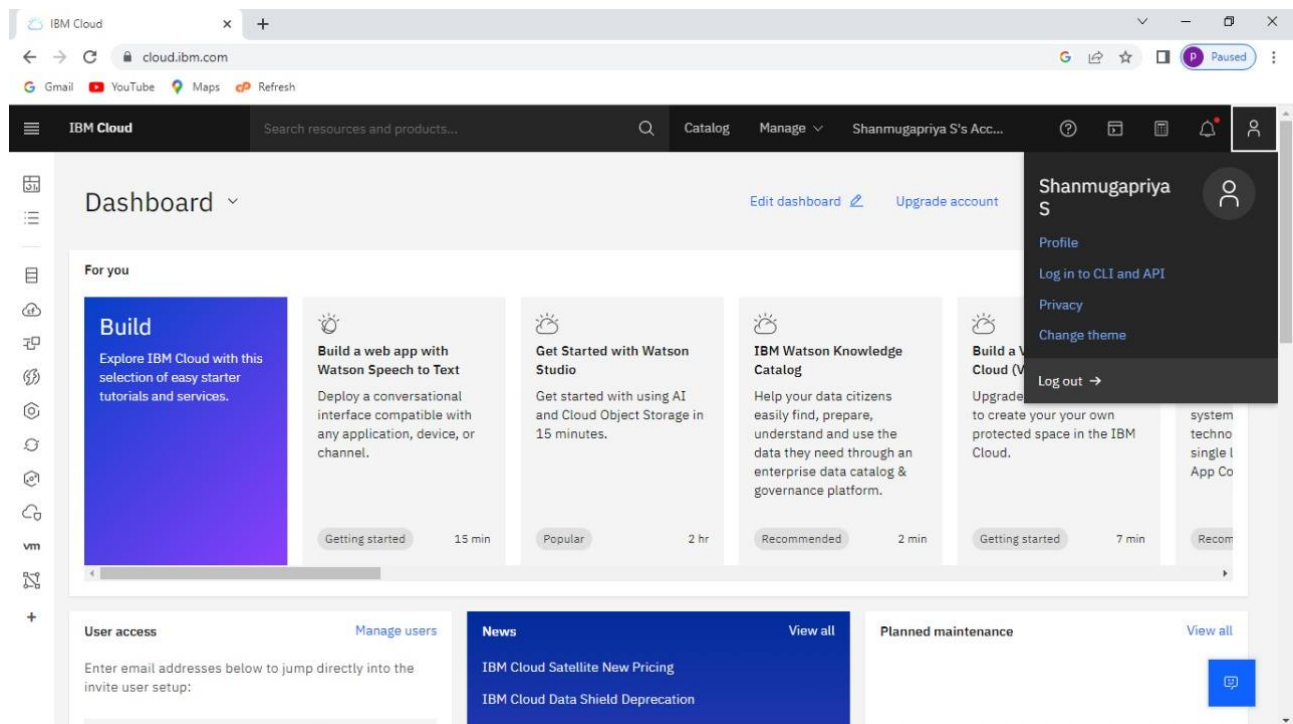 IBM Cloud
cloud.ibm.com
G
P
Paused
Gmail
YouTube
Maps
cP
Refresh
IBM Cloud
Search resources and products...
Catalog
Manage
Shanmugapriya S's Acc...
Dashboard
Edit dashboard
Upgrade account
Shanmugapriya
S
Profile
Log in to CLI and API
Privacy
Change theme
Log out →
For you
Build
Explore IBM Cloud with this
selection of easy starter
tutorials and services.
Build a web app with
Watson Speech to Text
Deploy a conversational
interface compatible with
any application, device, or
channel.
Getting started
15 min
Get Started with Watson
Studio
Get started with using AI
and Cloud Object Storage in
15 minutes.
Popular
2 hr
IBM Watson Knowledge
Catalog
Help your data citizens
easily find, prepare,
understand and use the
data they need through an
enterprise data catalog &
governance platform.
Recommended
2 min
Build a V
Cloud (V
Upgrade
to create your your own
protected space in the IBM
Cloud.
Getting started
7 min
system
techno
single l
App Co
Recom
vm
User access
Manage users
Enter email addresses below to jump directly into the
invite user setup:
News
View all
IBM Cloud Satellite New Pricing
IBM Cloud Data Shield Deprecation
Planned maintenance
View all